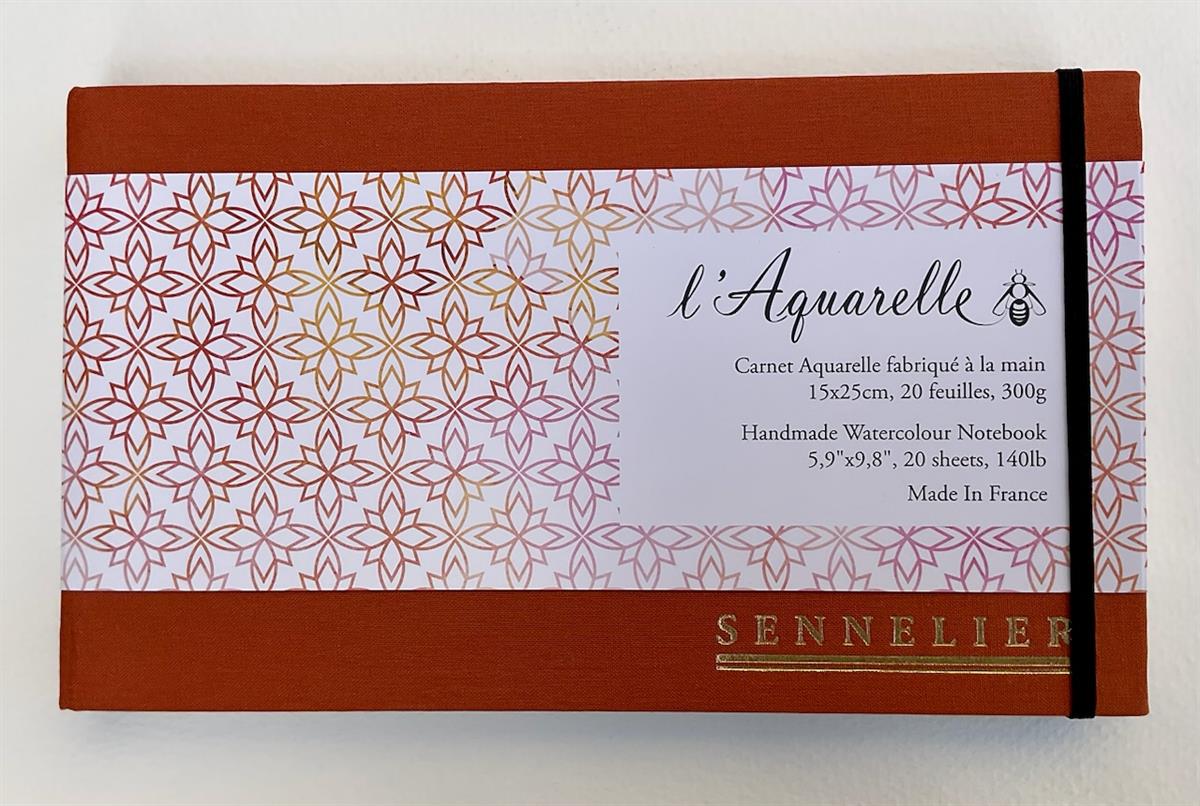 l'Aquarelle
Carnet Aquarelle fabriqué à la main
15x25cm, 20 feuilles, 300g
Handmade Watercolour Notebook
5,9"x9,8", 20 sheets, 140lb
Made In France
SENNELIER